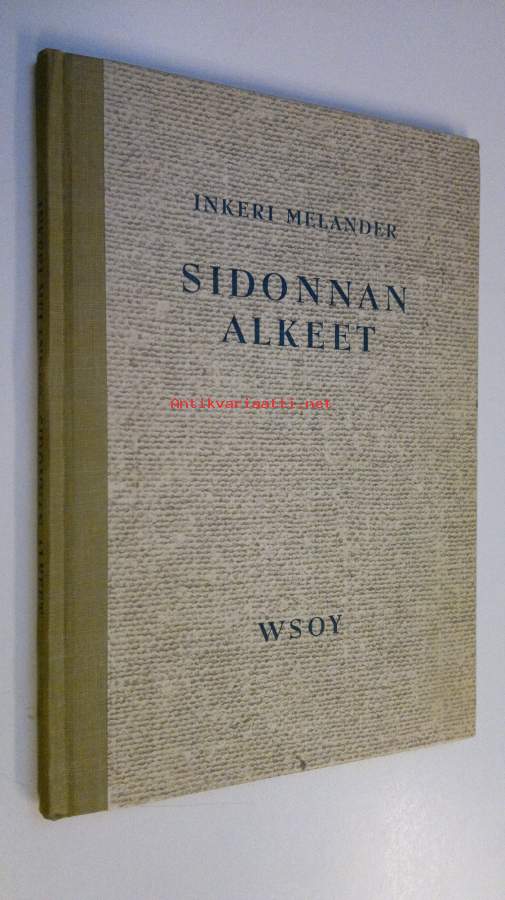 INKERI MELANDER
SIDONNAN
ALKEET
Antikvariaatti.net
WSOY